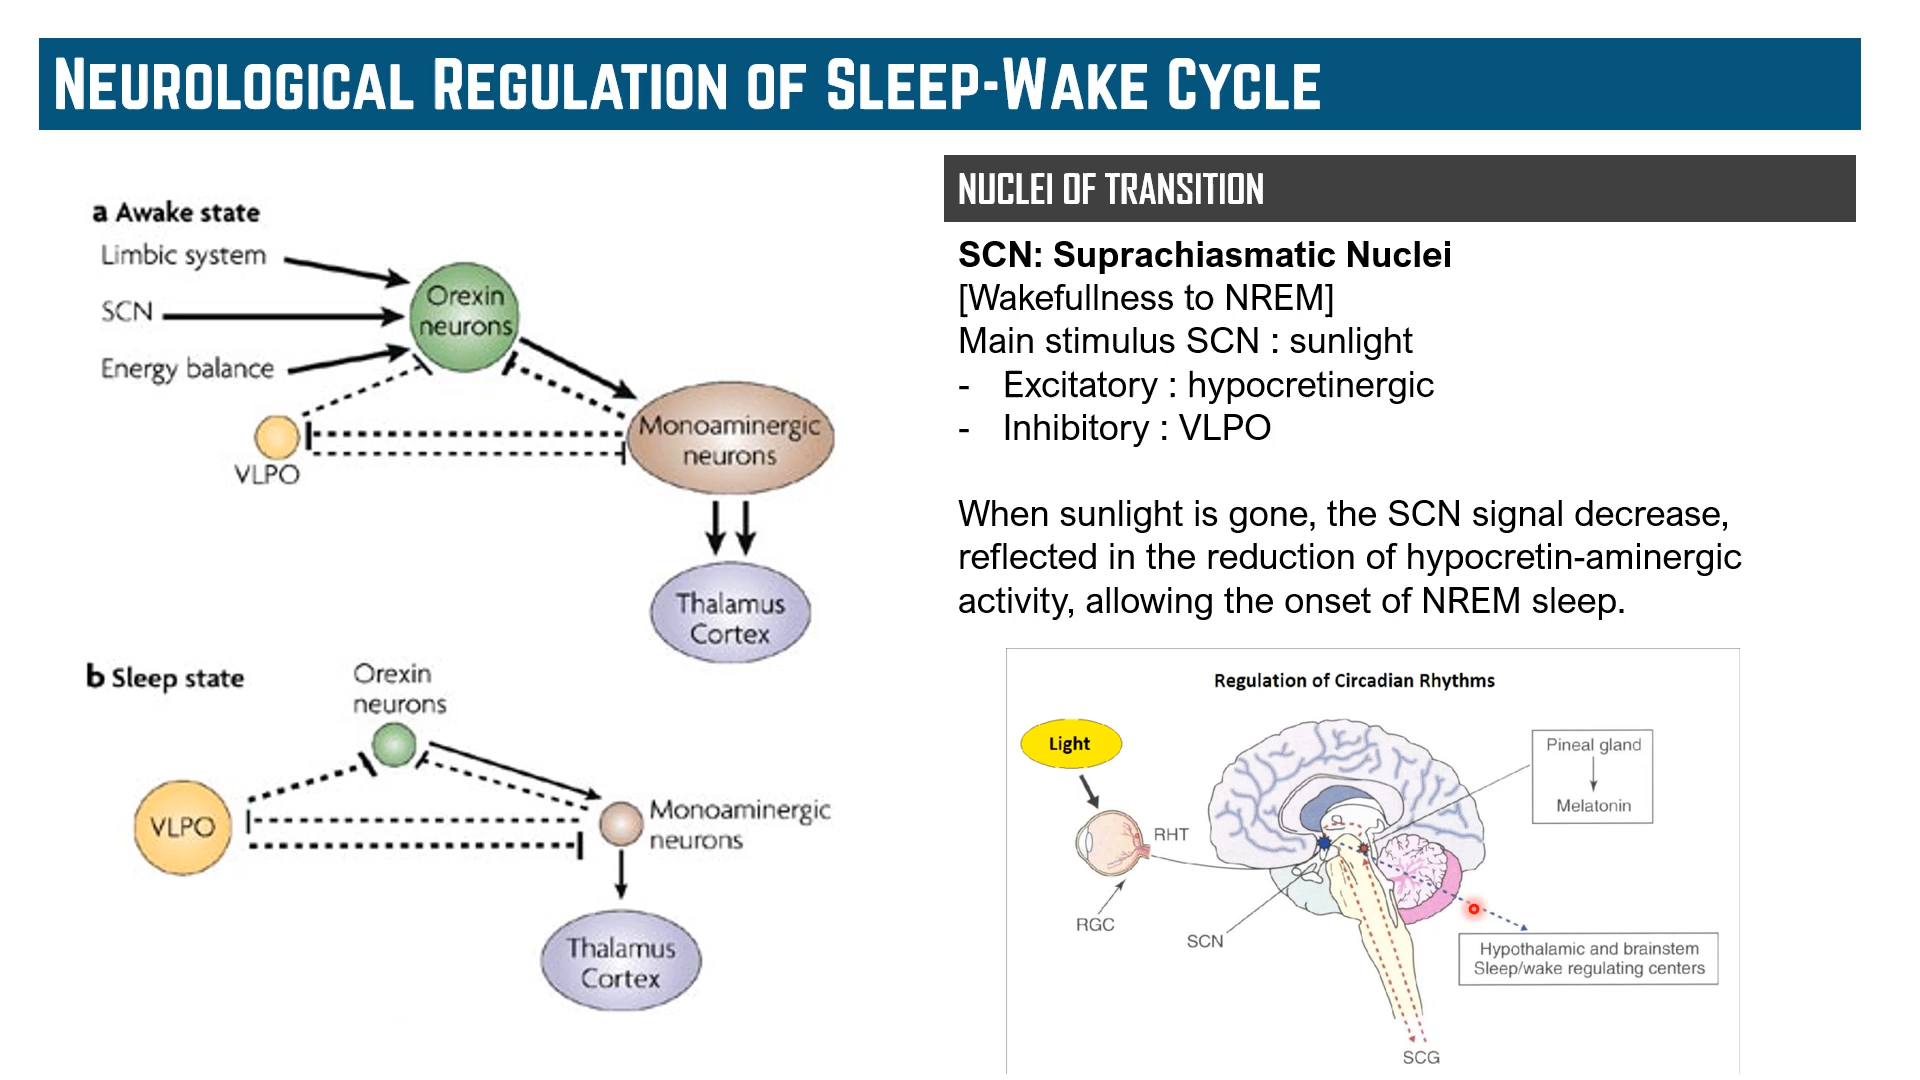 NEUROLOGICAL REGULATION OF SLEEP-WAKE CYCLE
a Awake state
Limbic system
SCN
Energy balance
Orexin
neurons
VLPO
Monoaminergic
neurons
Thalamus
Cortex
b Sleep state
Orexin
neurons
VLPO
Monoaminergic
neurons
Thalamus
Cortex
NUCLEI OF TRANSITION
SCN: Suprachiasmatic Nuclei
[Wakefullness to NREM]
Main stimulus SCN : sunlight
- Excitatory : hypocretinergic
- Inhibitory : VLPO
When sunlight is gone, the SCN signal decrease,
reflected in the reduction of hypocretin-aminergic
activity, allowing the onset of NREM sleep.
Regulation of Circadian Rhythms
Light
RHT
RGC
SCN
Pineal gland
Melatonin
Hypothalamic and brainstem
Sleep/wake regulating centers
SCG